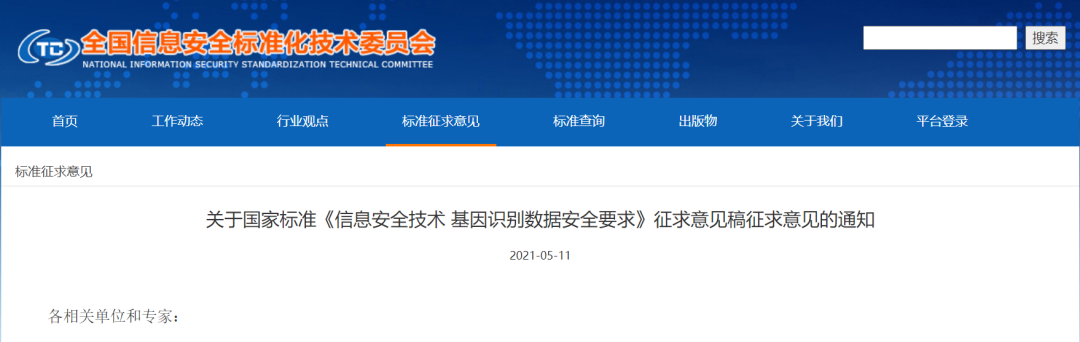 TC
全国信息安全标准化技术委员会
NATIONAL INFORMATION SECURITY STANDARDIZATION TECHNICAL COMMITTEE
搜索
首页 工作动态 行业观点 标准征求意见 标准查询 出版物 关于我们 平台登录
标准征求意见
关于国家标准《信息安全技术 基因识别数据安全要求》征求意见稿征求意见的通知
2021-05-11
各相关单位和专家：